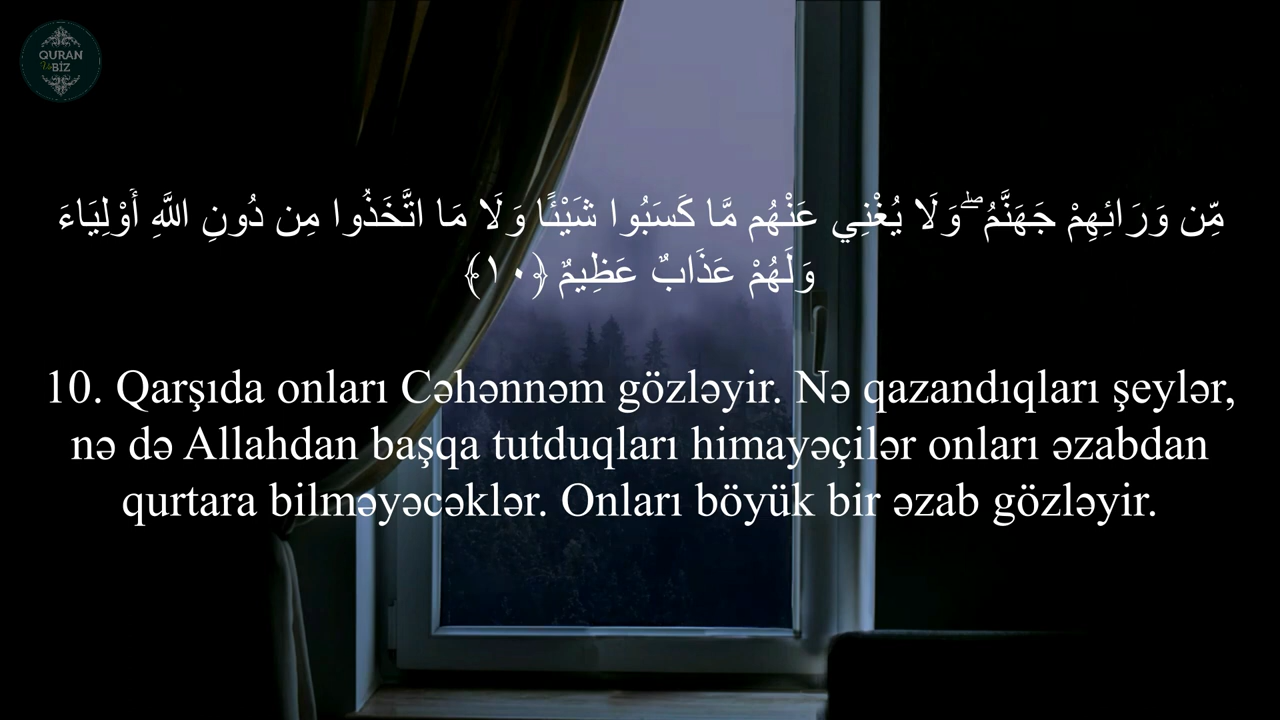 QURAN
Və
BİZ
مِّن وَرَائِهِمْ جَهَنَّمُ ۖ وَلَا يُغْنِي عَنْهُم مَّا كَسَبُوا شَيْئًا وَلَا مَا اتَّخَذُوا مِن دُونِ اللَّهِ أَوْلِيَاءَ
وَلَهُمْ عَذَابٌ عَظِيمٌ ﴿١٠﴾
10. Qarşıda onları Cəhənnəm gözləyir. Nə qazandıqları şeylər,
nə də Allahdan başqa tutduqları himayəçilər onları əzabdan
qurtara bilməyəcəklər. Onları böyük bir əzab gözləyir.